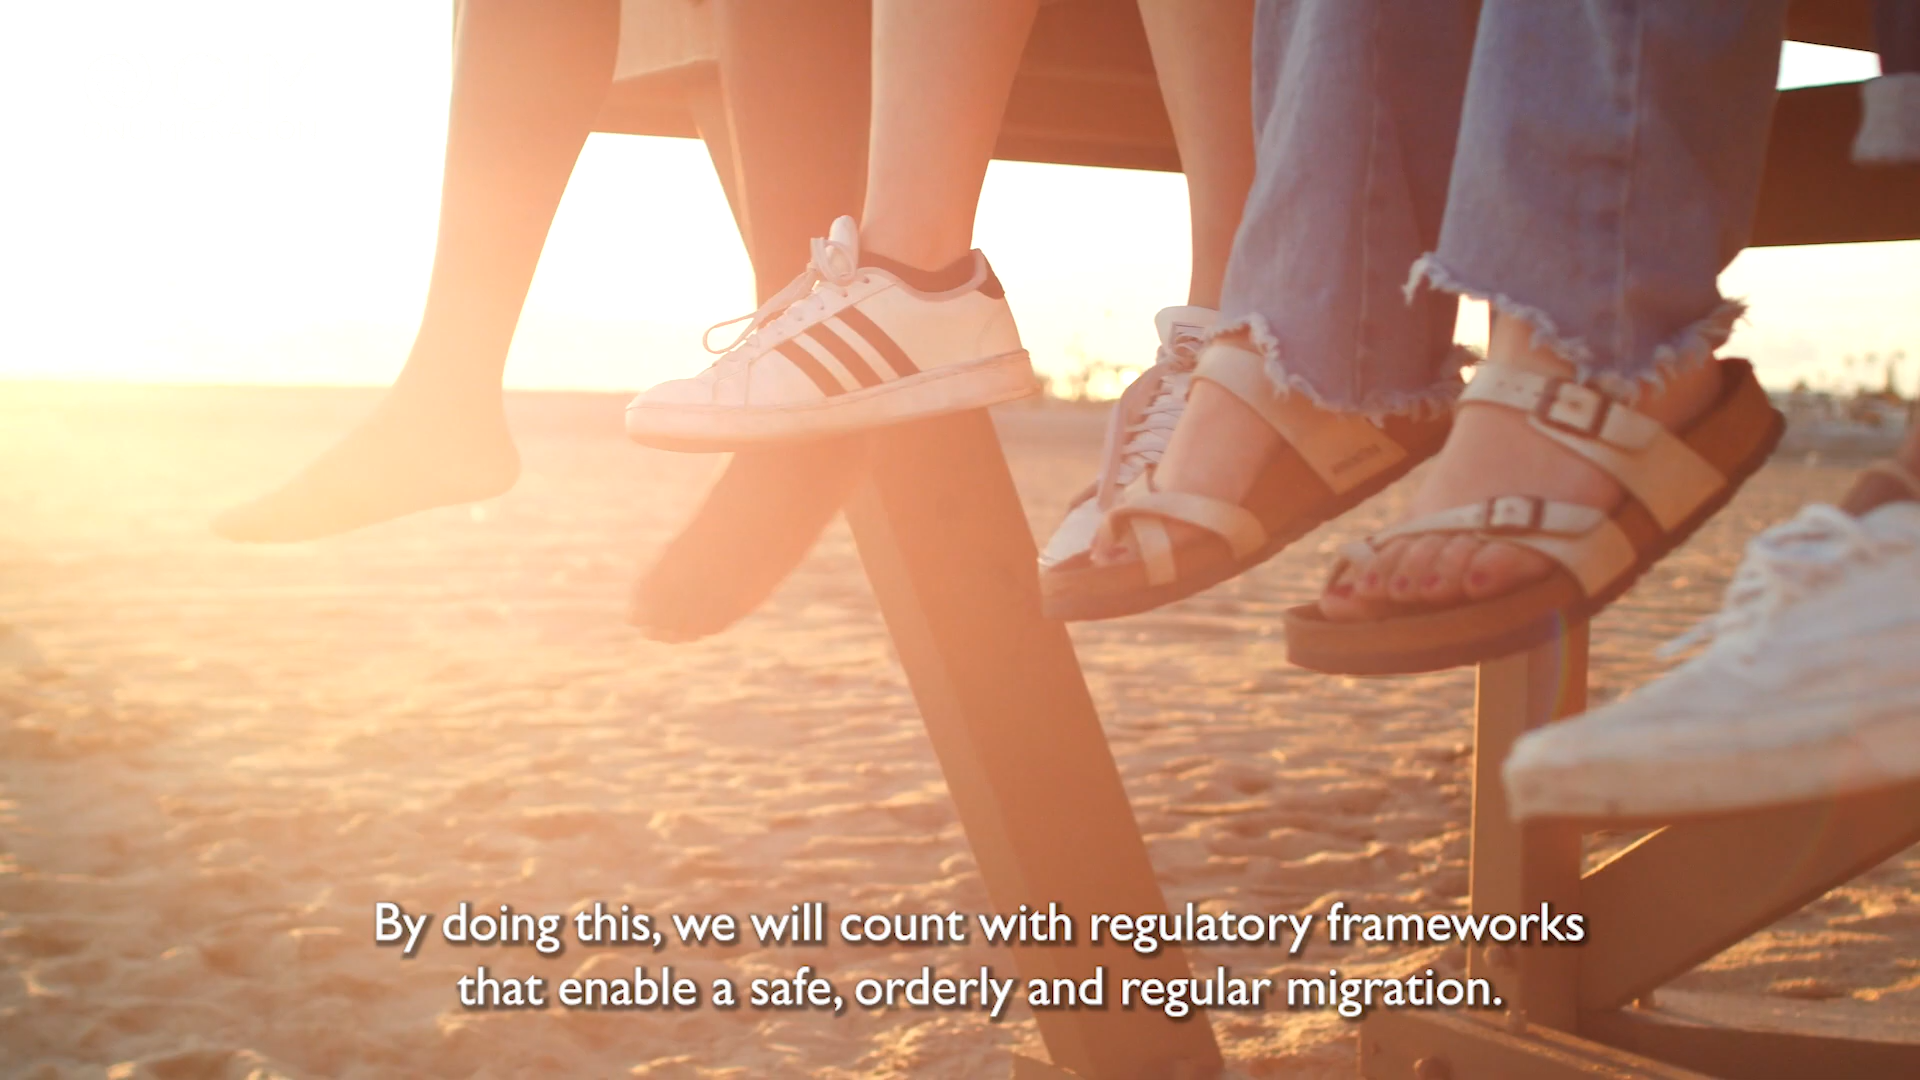 By doing this, we will count with regulatory frameworks
that enable a safe, orderly and regular migration.